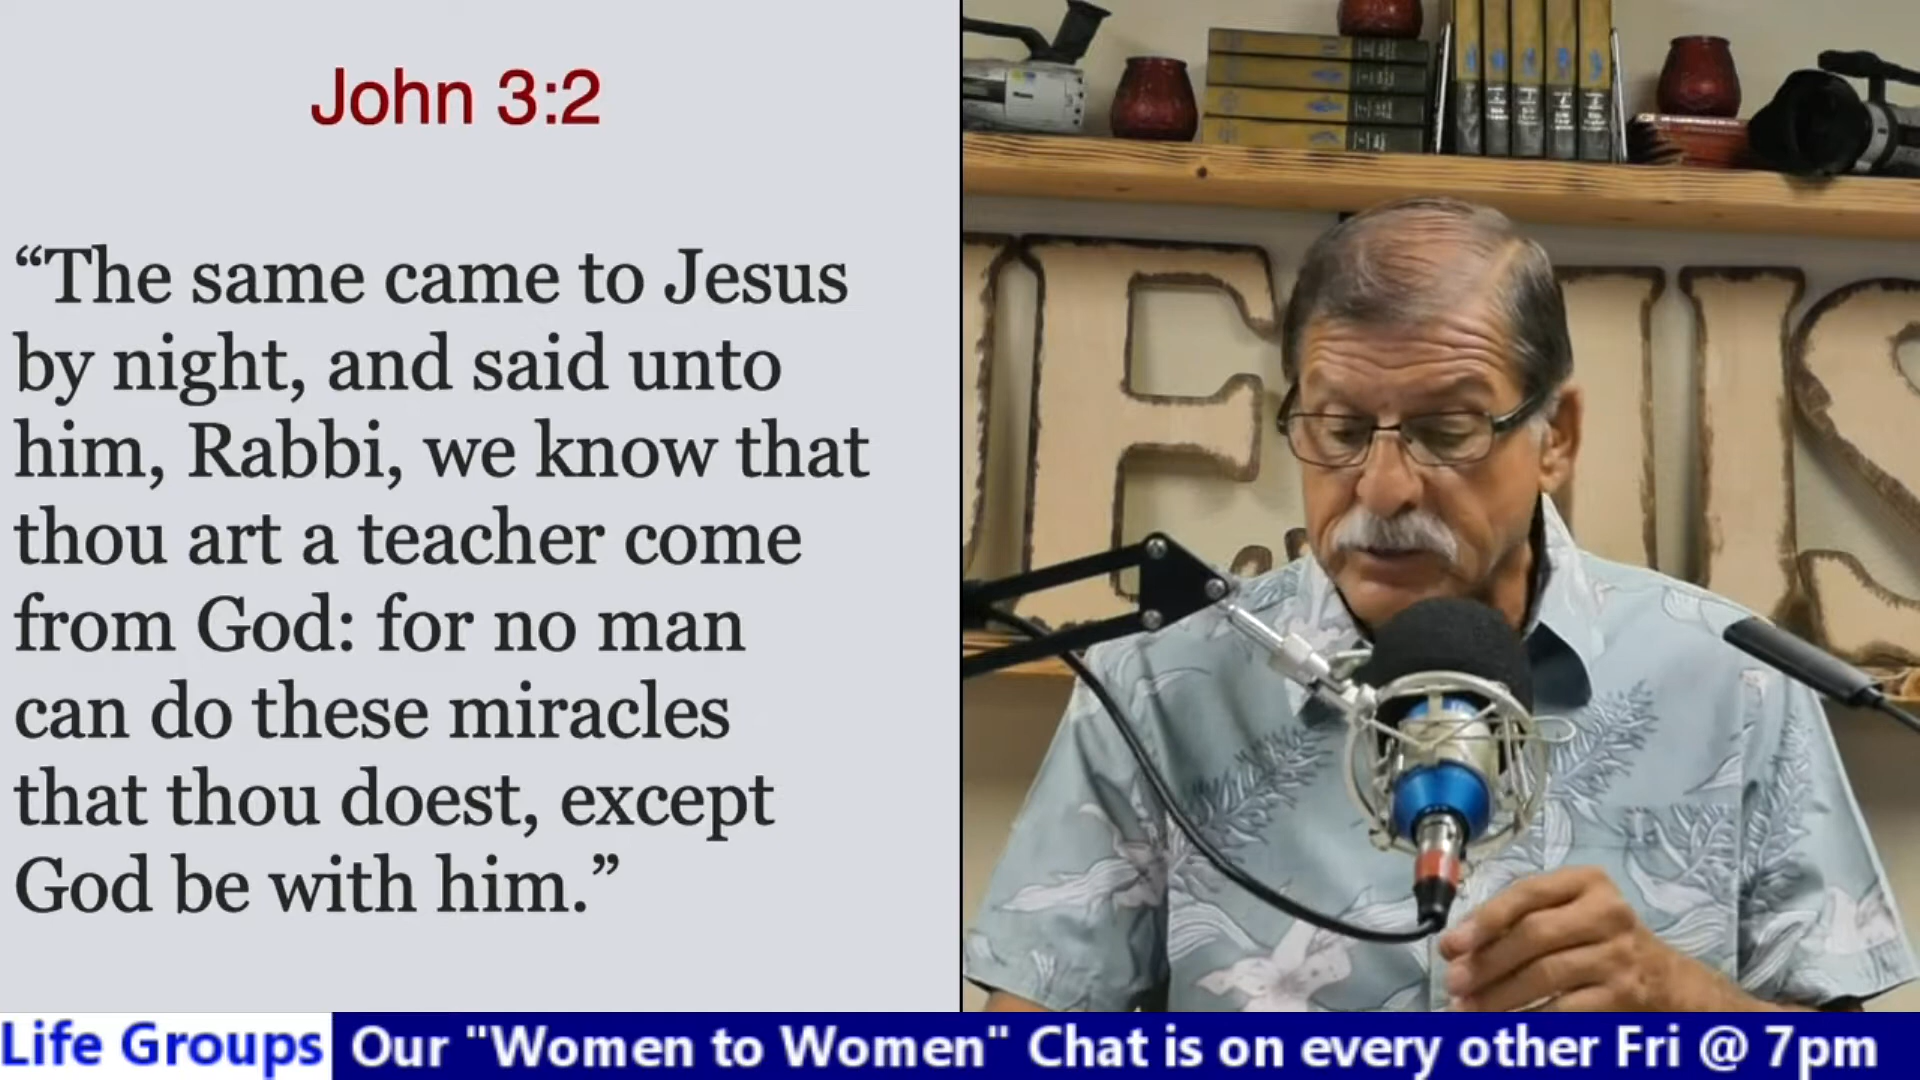 John 3:2
“The same came to Jesus
by night, and said unto
him, Rabbi, we know that
thou art a teacher come
from God: for no man
can do these miracles
that thou doest, except
God be with him.”
Life Groups Our "Women to Women" Chat is on every other Fri @ 7pm